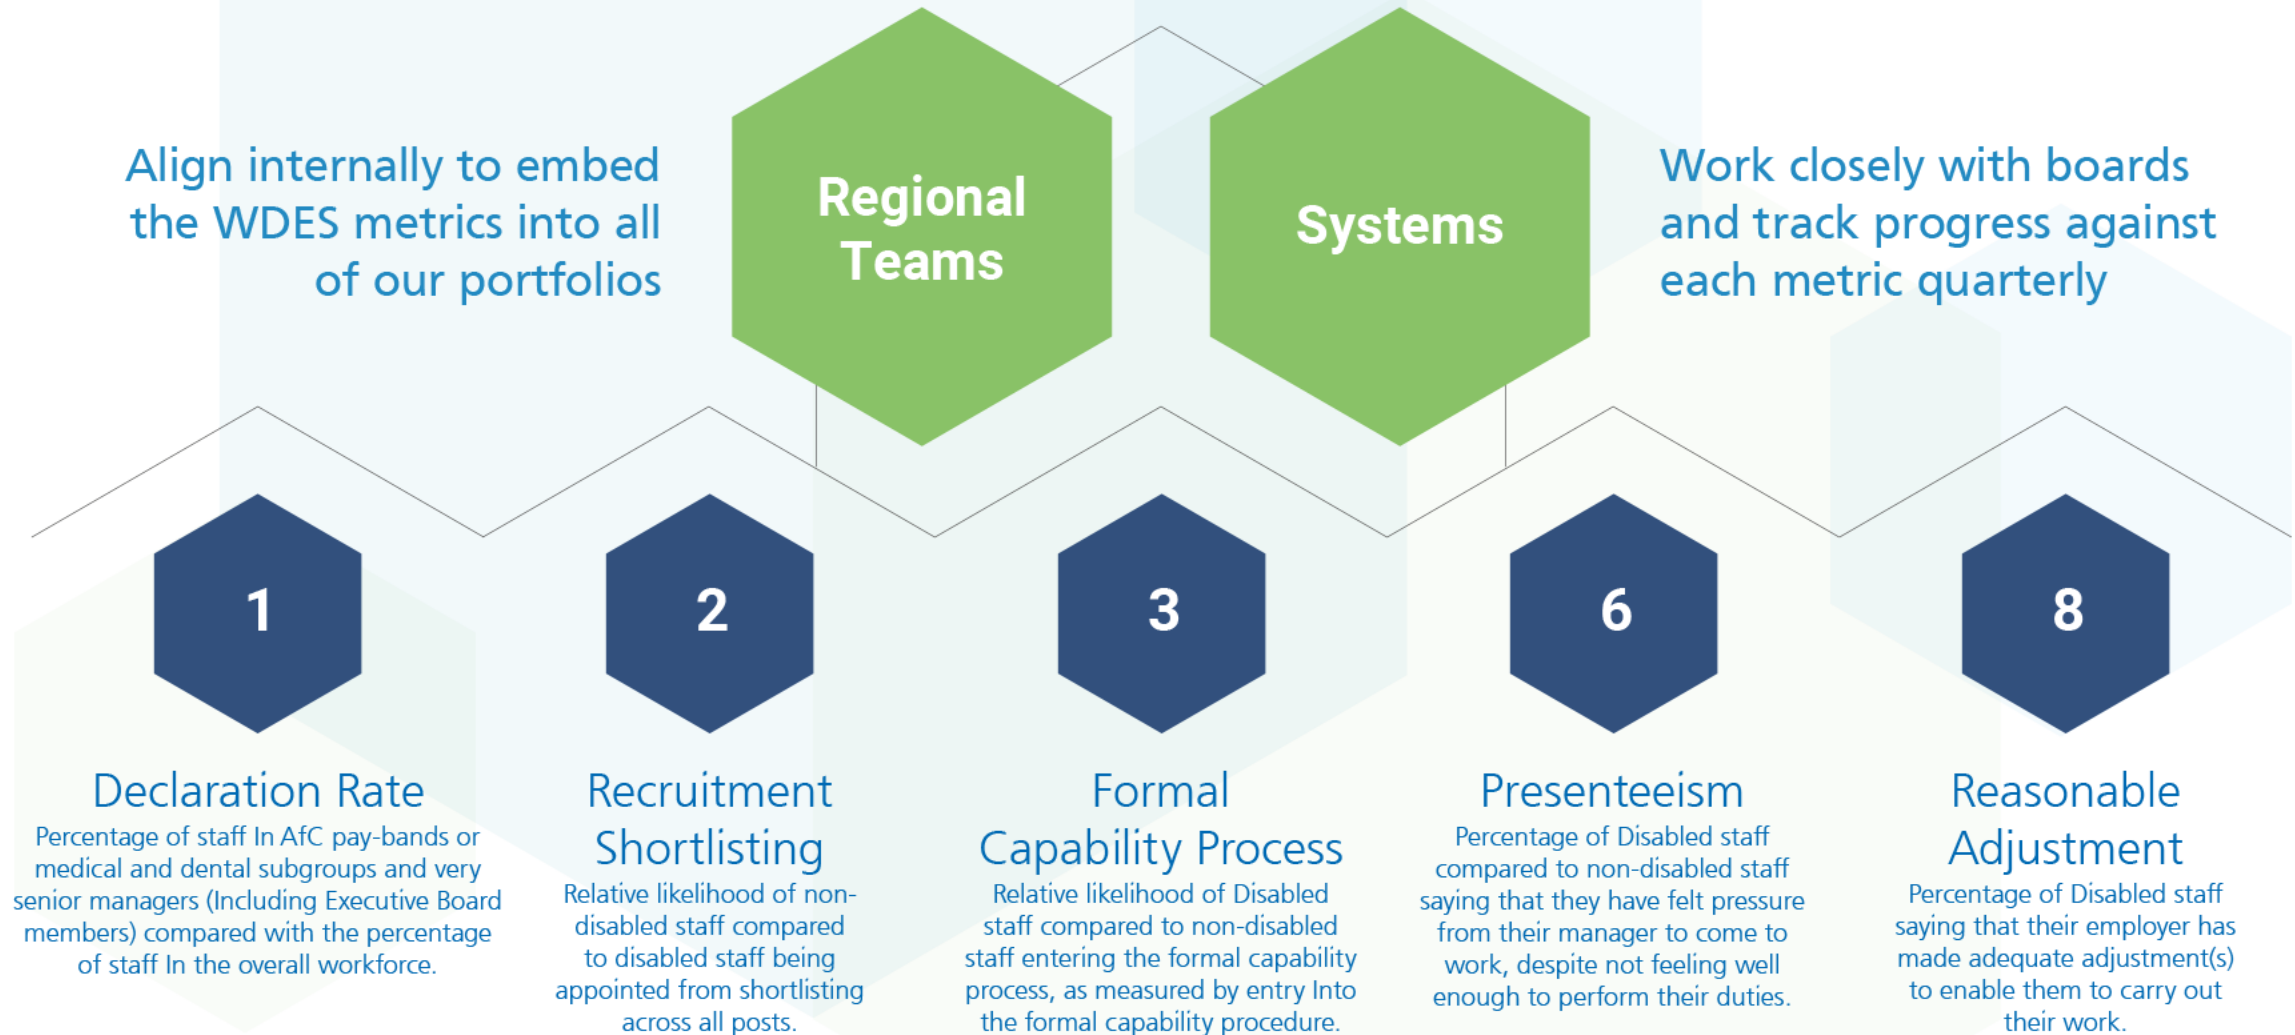 Align internally to embed
the WDES metrics into all
of our portfolios
Regional
Teams
Systems
Work closely with boards
and track progress against
each metric quarterly
1
Declaration Rate
Percentage of staff In AfC pay-bands or
medical and dental subgroups and very
senior managers (Including Executive Board
members) compared with the percentage
of staff In the overall workforce.
2
Recruitment
Shortlisting
Relative likelihood of non-
disabled staff compared
to disabled staff being
appointed from shortlisting
across all posts.
3
Formal
Capability Process
Relative likelihood of Disabled
staff compared to non-disabled
staff entering the formal capability
process, as measured by entry Into
the formal capability procedure.
6
Presenteeism
Percentage of Disabled staff
compared to non-disabled staff
saying that they have felt pressure
from their manager to come to
work, despite not feeling well
enough to perform their duties.
8
Reasonable
Adjustment
Percentage of Disabled staff
saying that their employer has
made adequate adjustment(s)
to enable them to carry out
their work.